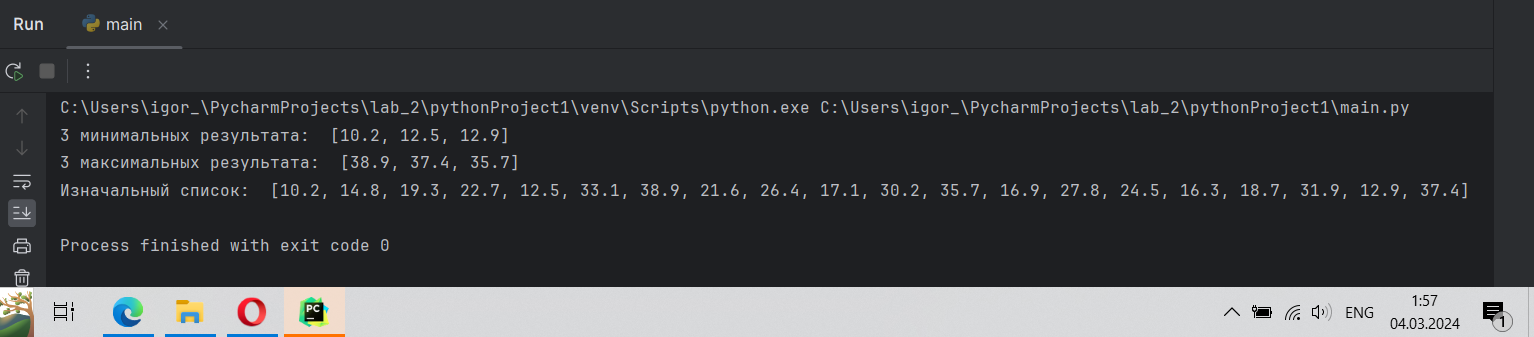 Run main
C:\Users\igor_\PycharmProjects\lab_2\pythonProject1\venv\Scripts\python.exe C:\Users\igor_\PycharmProjects\lab_2\pythonProject1\main.py
3 минимальных результата:  [10.2, 12.5, 12.9]
3 максимальных результата:  [38.9, 37.4, 35.7]
Изначальный список:  [10.2, 14.8, 19.3, 22.7, 12.5, 33.1, 38.9, 21.6, 26.4, 17.1, 30.2, 35.7, 16.9, 27.8, 24.5, 16.3, 18.7, 31.9, 12.9, 37.4]
Process finished with exit code 0
PC
ENG
1:57
04.03.2024
1